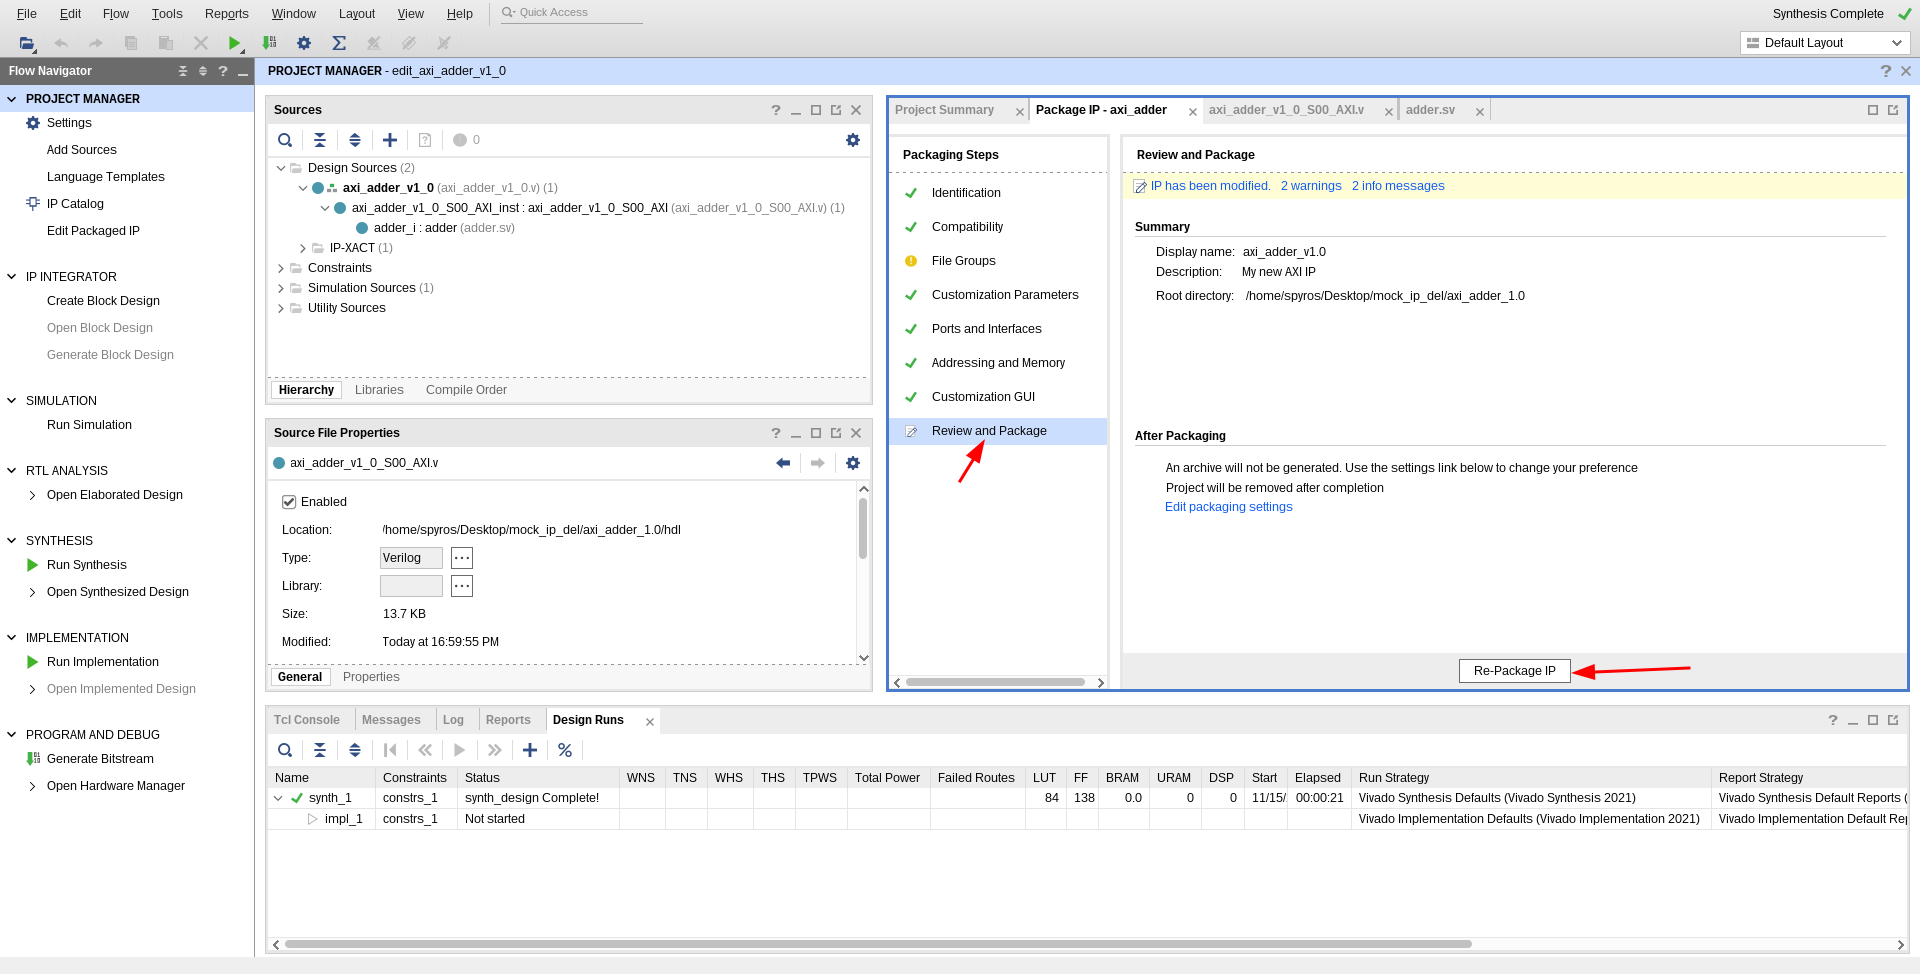 File Edit Flow Tools Reports Window Layout View Help Quick Access Synthesis Complete
Default Layout
Flow Navigator
PROJECT MANAGER - edit_axi_adder_v1_0
PROJECT MANAGER
Settings
Add Sources
Language Templates
IP Catalog
Edit Packaged IP
IP INTEGRATOR
Create Block Design
Open Block Design
Generate Block Design
SIMULATION
Run Simulation
RTL ANALYSIS
Open Elaborated Design
SYNTHESIS
Run Synthesis
Open Synthesized Design
IMPLEMENTATION
Run Implementation
Open Implemented Design
PROGRAM AND DEBUG
Generate Bitstream
Open Hardware Manager
Sources
0
Design Sources (2)
axi_adder_v1_0 (axi_adder_v1_0.v) (1)
axi_adder_v1_0_S00_AXI_inst : axi_adder_v1_0_S00_AXI (axi_adder_v1_0_S00_AXI.v) (1)
adder_i : adder (adder.sv)
IP-XACT (1)
Constraints
Simulation Sources (1)
Utility Sources
Hierarchy Libraries Compile Order
Source File Properties
axi_adder_v1_0_S00_AXI.v
Enabled
Location: /home/spyros/Desktop/mock_ip_del/axi_adder_1.0/hdl
Type: Verilog
Library:
Size: 13.7 KB
Modified: Today at 16:59:55 PM
General Properties
Project Summary Package IP - axi_adder axi_adder_v1_0_S00_AXI.v adder.sv
Packaging Steps
Identification
Compatibility
File Groups
Customization Parameters
Ports and Interfaces
Addressing and Memory
Customization GUI
Review and Package
Review and Package
IP has been modified. 2 warnings 2 info messages
Summary
Display name: axi_adder_v1.0
Description: My new AXI IP
Root directory: /home/spyros/Desktop/mock_ip_del/axi_adder_1.0
After Packaging
An archive will not be generated. Use the settings link below to change your preference
Project will be removed after completion
Edit packaging settings
Re-Package IP
Tcl Console Messages Log Reports Design Runs
Name Constraints Status WNS TNS WHS THS TPWS Total Power Failed Routes LUT FF BRAM URAM DSP Start Elapsed Run Strategy Report Strategy
synth_1 constrs_1 synth_design Complete! 84 138 0.0 0 0 11/15/ 00:00:21 Vivado Synthesis Defaults (Vivado Synthesis 2021) Vivado Synthesis Default Reports (
impl_1 constrs_1 Not started Vivado Implementation Defaults (Vivado Implementation 2021) Vivado Implementation Default Rep